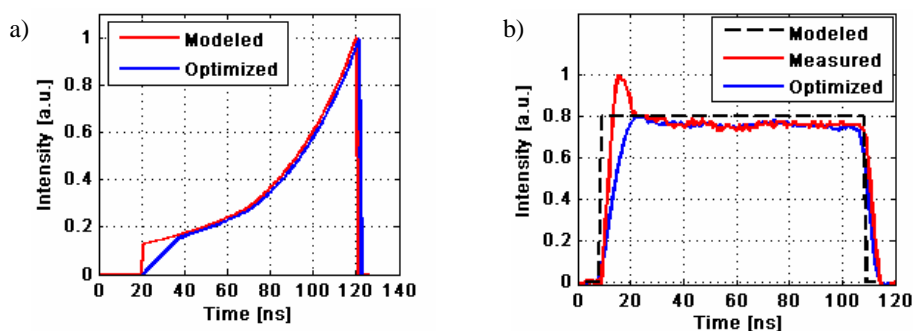 a)
Modeled
Optimized
Intensity [a.u.]
1
0.8
0.6
0.4
0.2
0
0 20 40 60 80 100 120 140
Time [ns]
b)
Modeled
Measured
Optimized
Intensity [a.u.]
1
0.8
0.6
0.4
0.2
0
0 20 40 60 80 100 120
Time [ns]